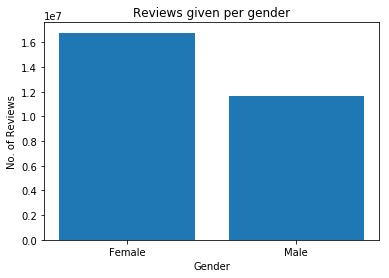 Reviews given per gender
1e7
1.6
1.4
1.2
1.0
0.8
0.6
0.4
0.2
0.0
No. of Reviews
Female Male
Gender